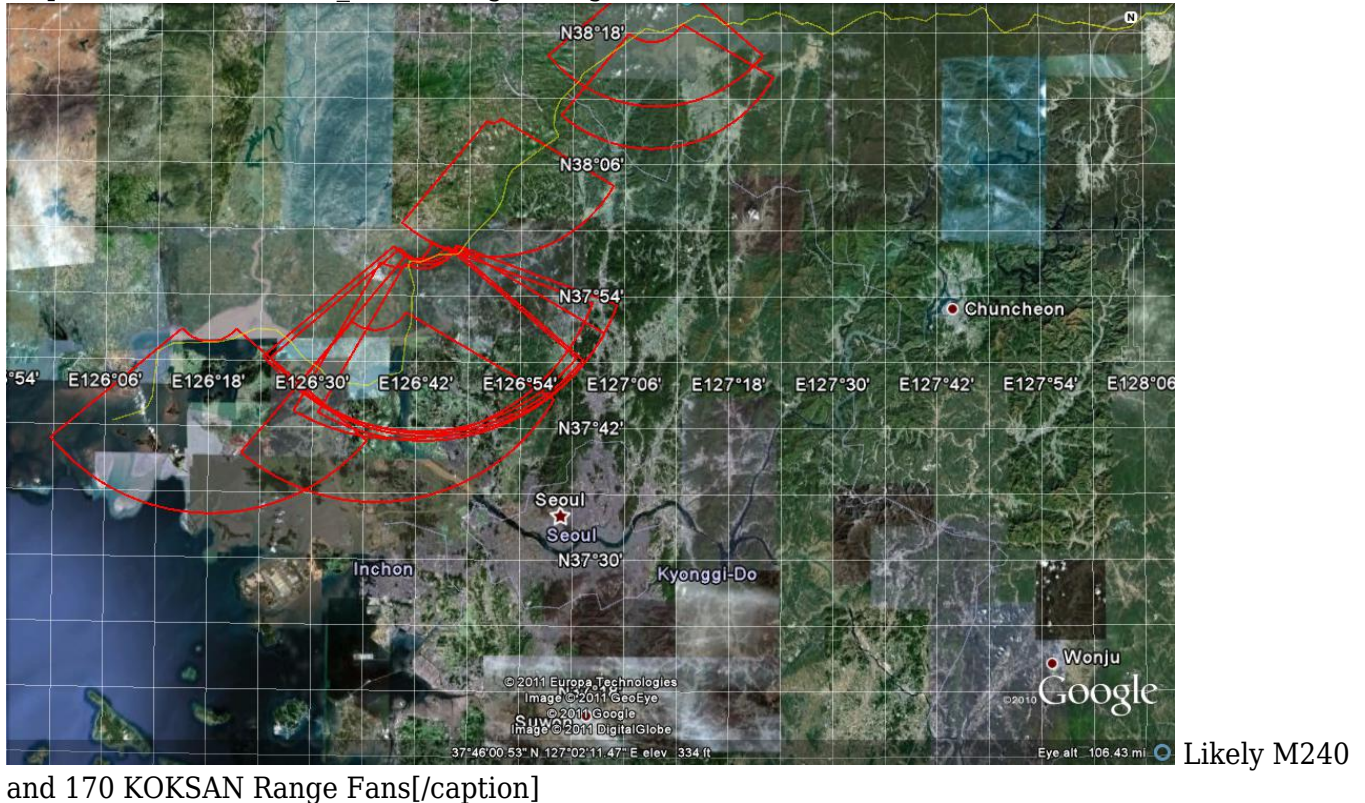 N
N38°18'
N38°06'
N37°54'
Chuncheon
°54' E126°06' E126°18' E126°30' E126°42' E126°54' E127°06' E127°18' E127°30' E127°42' E127°54' E128°06
N37°42'
Seoul
Seoul
N37°30'
Inchon
Kyonggi-Do
Wonju
© 2011 Europa Technologies
Image © 2011 GeoEye
© 2011 Google
Image © 2011 DigitalGlobe
Suwon
©2010 Google
37°46'00.53" N 127°02'11.47" E elev 334 ft
Eye alt 106.43 mi
Likely M240
and 170 KOKSAN Range Fans[/caption]